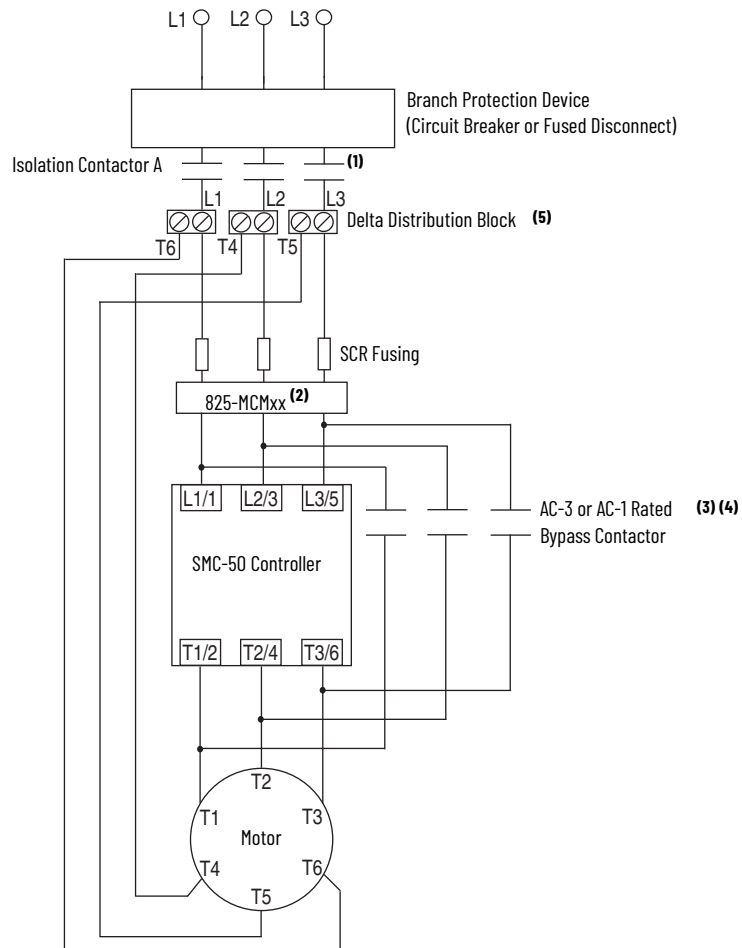 L1 L2 L3
Branch Protection Device
(Circuit Breaker or Fused Disconnect)
Isolation Contactor A
(1)
L1 L2 L3
Delta Distribution Block (5)
T6 T4 T5
SCR Fusing
825-MCMxx (2)
L1/1 L2/3 L3/5
AC-3 or AC-1 Rated (3) (4)
Bypass Contactor
SMC-50 Controller
T1/2 T2/4 T3/6
T2
T1 T3
Motor
T4 T6
T5